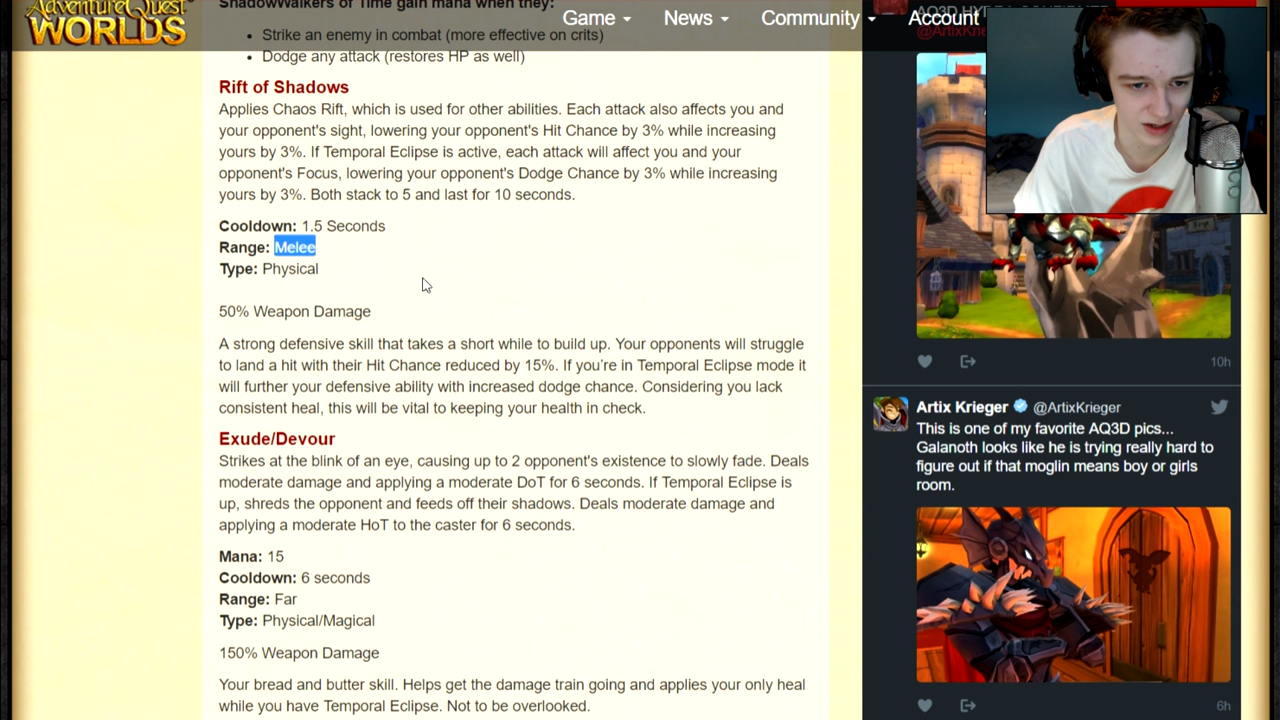 AdventureQuest
WORLDS
Game
News
Community
Account
ShadowWalkers of Time gain mana when they:
• Strike an enemy in combat (more effective on crits)
• Dodge any attack (restores HP as well)
Rift of Shadows
Applies Chaos Rift, which is used for other abilities. Each attack also affects you and
your opponent's sight, lowering your opponent's Hit Chance by 3% while increasing
yours by 3%. If Temporal Eclipse is active, each attack will affect you and your
opponent's Focus, lowering your opponent's Dodge Chance by 3% while increasing
yours by 3%. Both stack to 5 and last for 10 seconds.
Cooldown: 1.5 Seconds
Range: Melee
Type: Physical
50% Weapon Damage
A strong defensive skill that takes a short while to build up. Your opponents will struggle
to land a hit with their Hit Chance reduced by 15%. If you're in Temporal Eclipse mode it
will further your defensive ability with increased dodge chance. Considering you lack
consistent heal, this will be vital to keeping your health in check.
Exude/Devour
Strikes at the blink of an eye, causing up to 2 opponent's existence to slowly fade. Deals
moderate damage and applying a moderate DoT for 6 seconds. If Temporal Eclipse is
up, shreds the opponent and feeds off their shadows. Deals moderate damage and
applying a moderate HoT to the caster for 6 seconds.
Mana: 15
Cooldown: 6 seconds
Range: Far
Type: Physical/Magical
150% Weapon Damage
Your bread and butter skill. Helps get the damage train going and applies your only heal
while you have Temporal Eclipse. Not to be overlooked.
10h
Artix Krieger @ArtixKrieger
This is one of my favorite AQ3D pics...
Galanoth looks like he is trying really hard to
figure out if that moglin means boy or girls
room.
6h